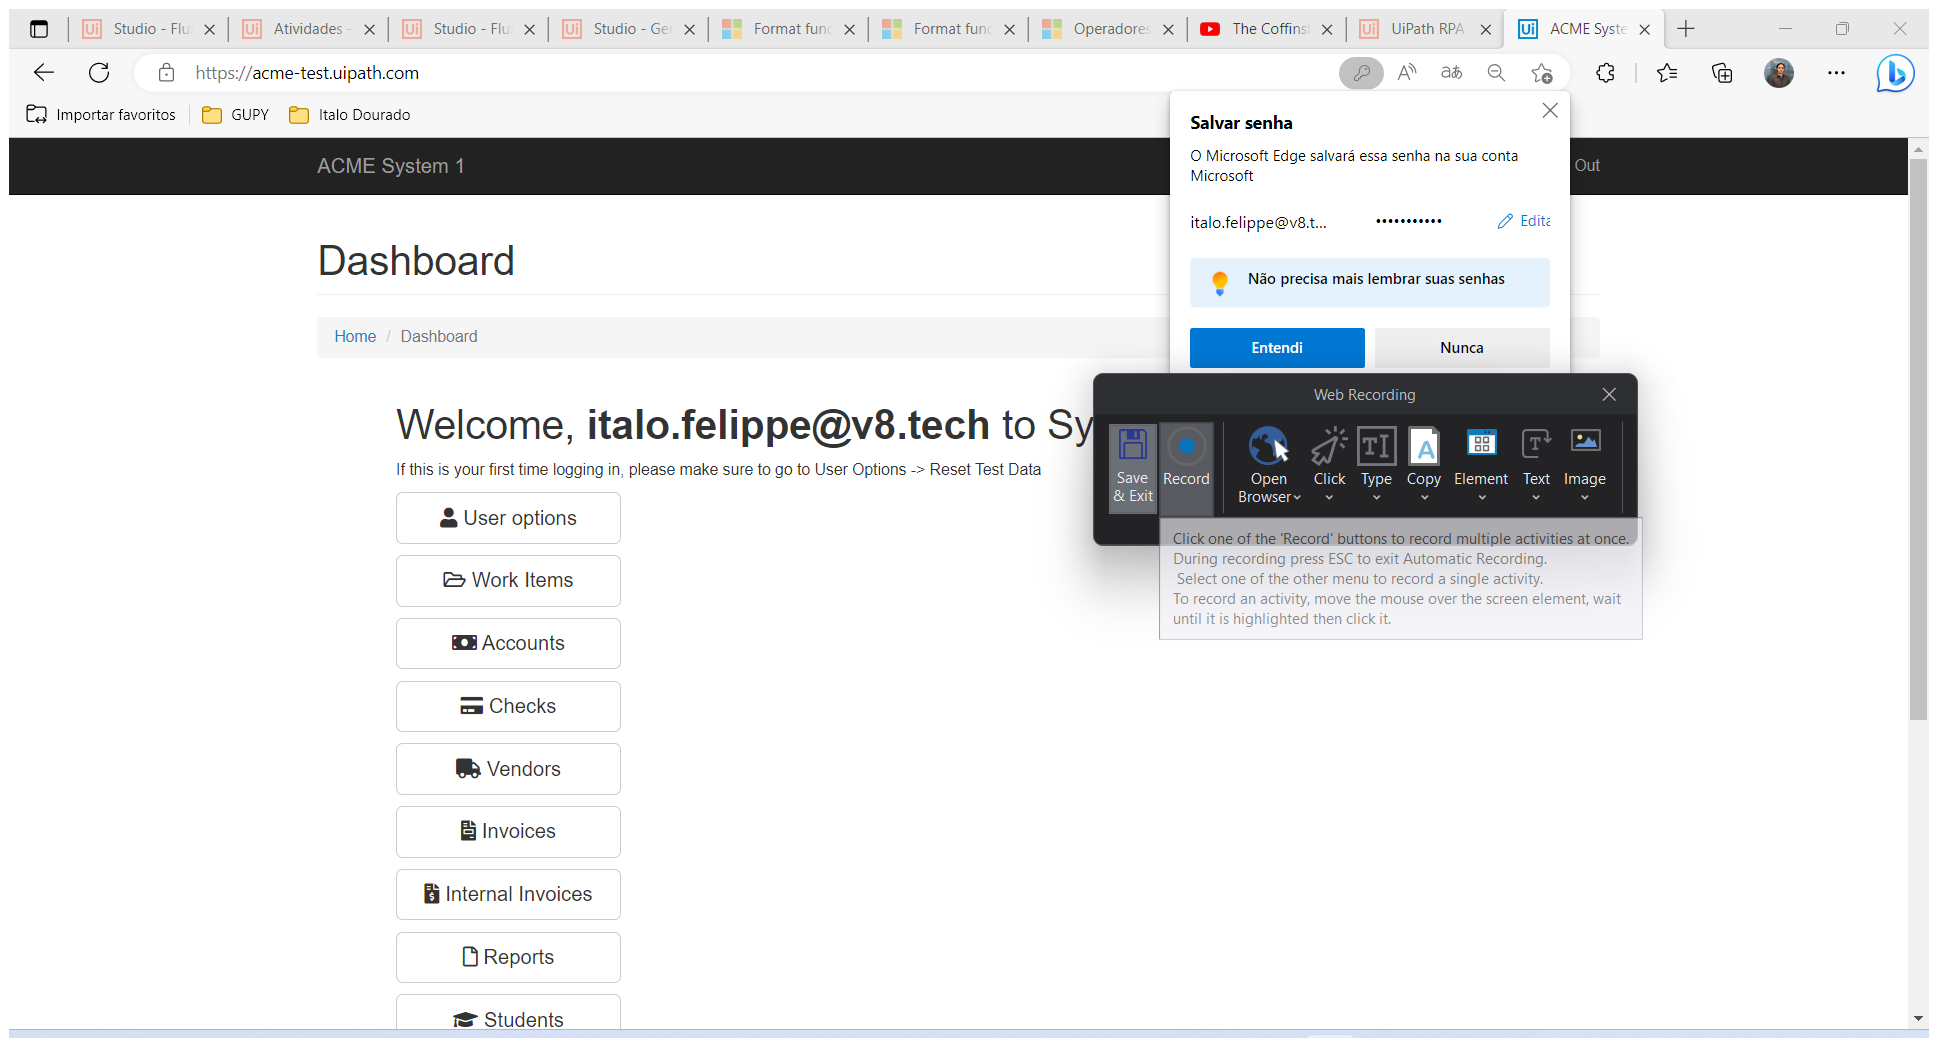 Studio - Flu
Atividades -
Studio - Flu
Studio - Ger
Format func
Format func
Operadores
The Coffinsh
UiPath RPA
ACME Syste
https://acme-test.uipath.com
Importar favoritos
GUPY
Italo Dourado
ACME System 1
Out
Salvar senha
O Microsoft Edge salvará essa senha na sua conta
Microsoft
italo.felippe@v8.t...
•••••••••••
Edita
Não precisa mais lembrar suas senhas
Entendi
Nunca
Dashboard
Home / Dashboard
Welcome, italo.felippe@v8.tech to Sy
If this is your first time logging in, please make sure to go to User Options -> Reset Test Data
User options
Work Items
Accounts
Checks
Vendors
Invoices
Internal Invoices
Reports
Students
Web Recording
Save
& Exit
Record
Open
Browser
Click
Type
Copy
Element
Text
Image
Click one of the 'Record' buttons to record multiple activities at once.
During recording press ESC to exit Automatic Recording.
Select one of the other menu to record a single activity.
To record an activity, move the mouse over the screen element, wait
until it is highlighted then click it.